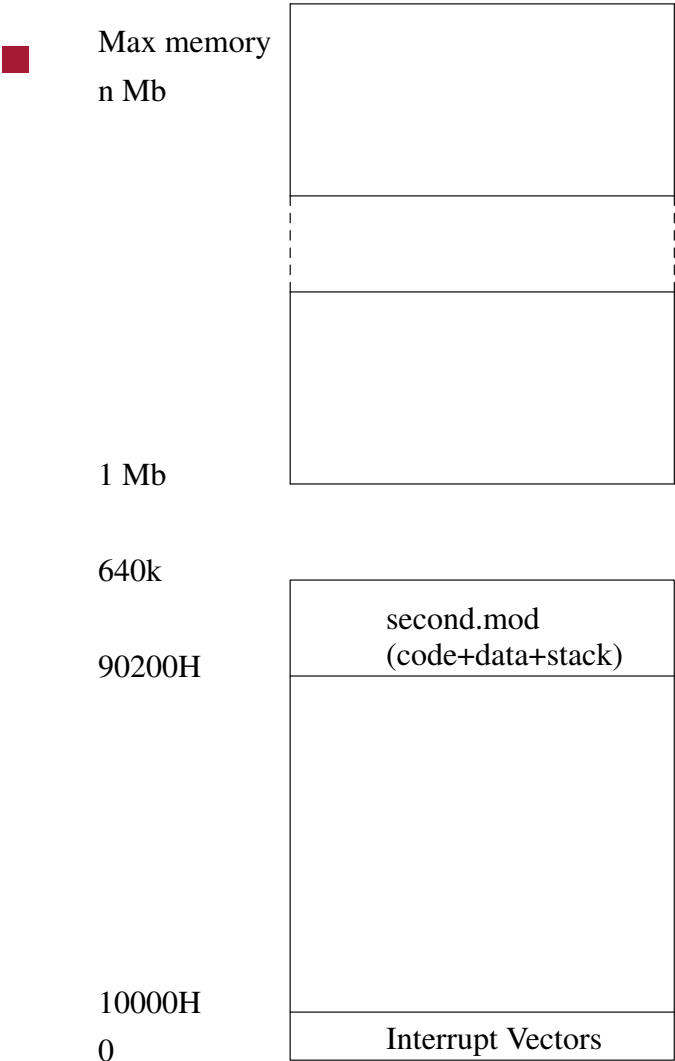 Max memory
n Mb
1 Mb
640k
second.mod
(code+data+stack)
90200H
10000H
Interrupt Vectors
0